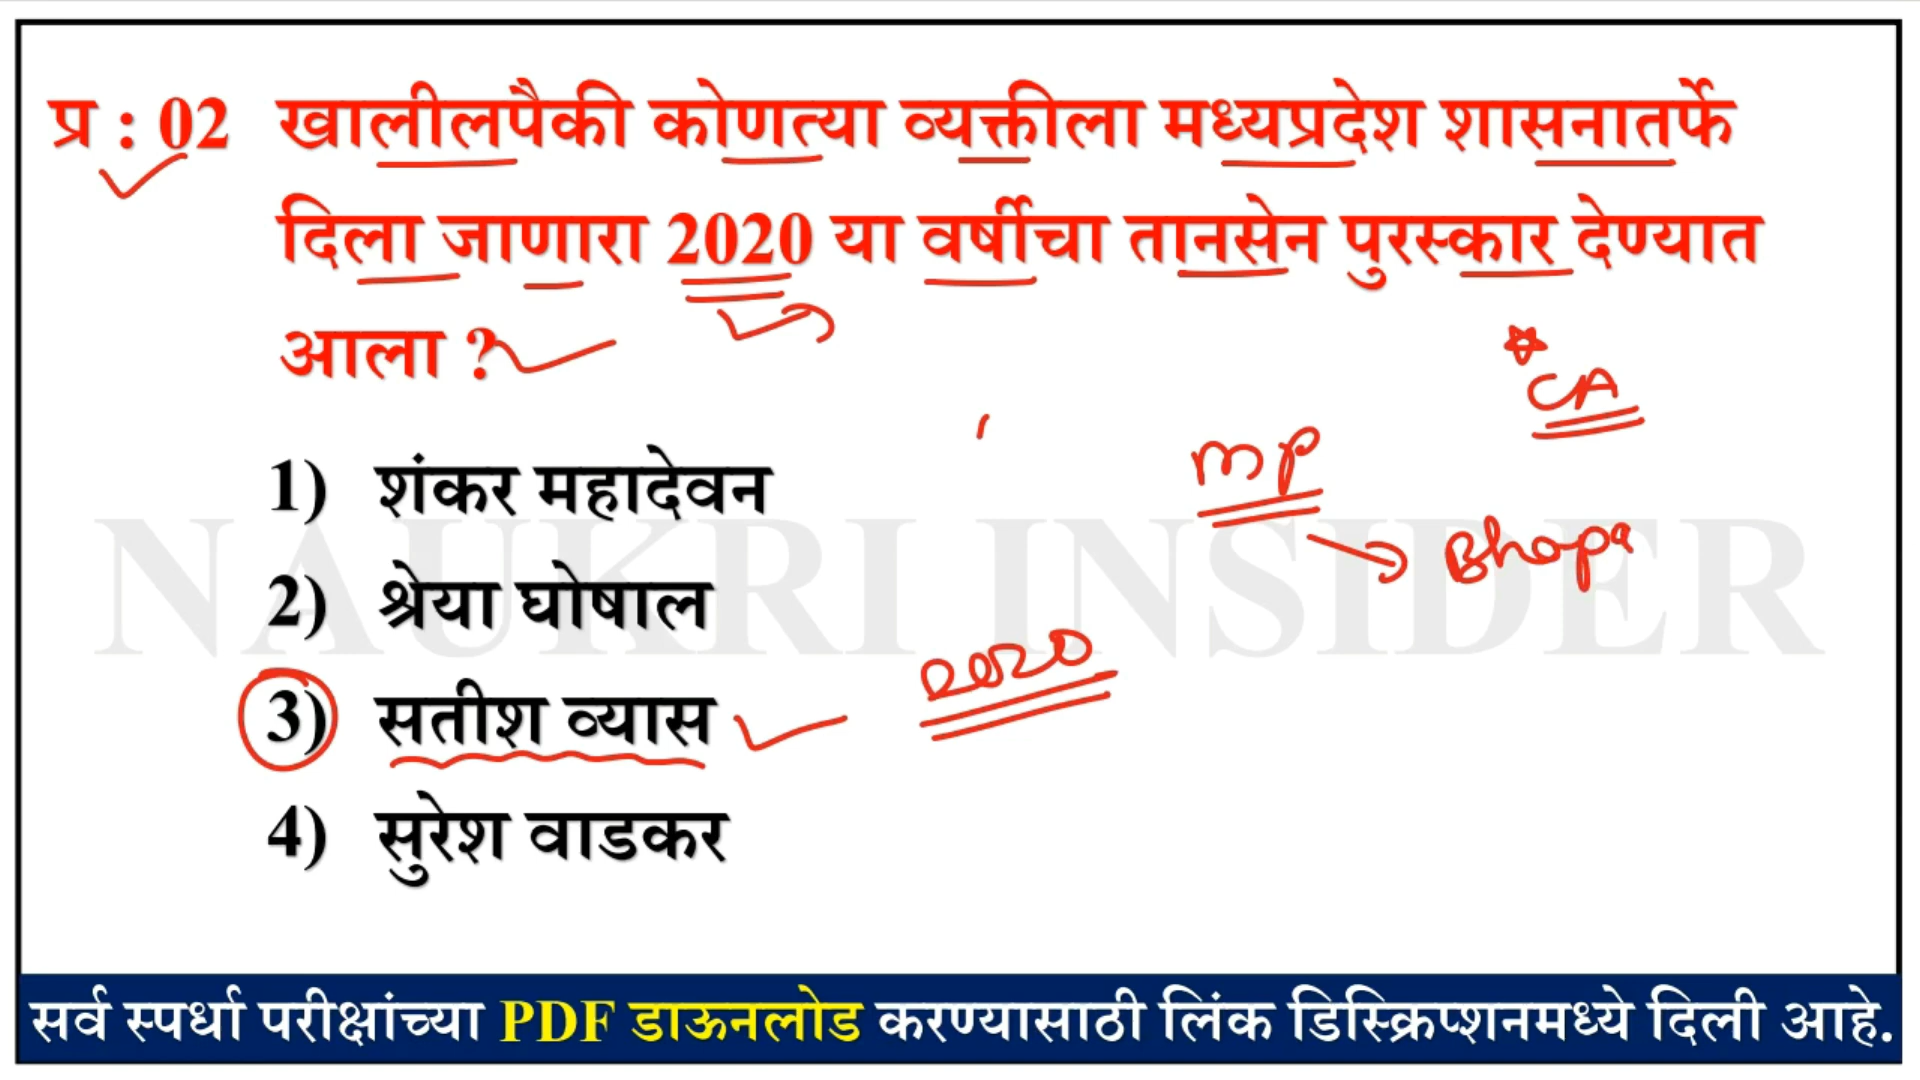 प्र : 02 खालीलपैकी कोणत्या व्यक्तीला मध्यप्रदेश शासनातर्फे
दिला जाणारा 2020 या वर्षीचा तानसेन पुरस्कार देण्यात
आला ?
CA
1) शंकर महादेवन
MP
Bhopa
NAUKRI INSIDER
2) श्रेया घोषाल
2020
3) सतीश व्यास
4) सुरेश वाडकर
सर्व स्पर्धा परीक्षांच्या PDF डाऊनलोड करण्यासाठी लिंक डिस्क्रिप्शनमध्ये दिली आहे.